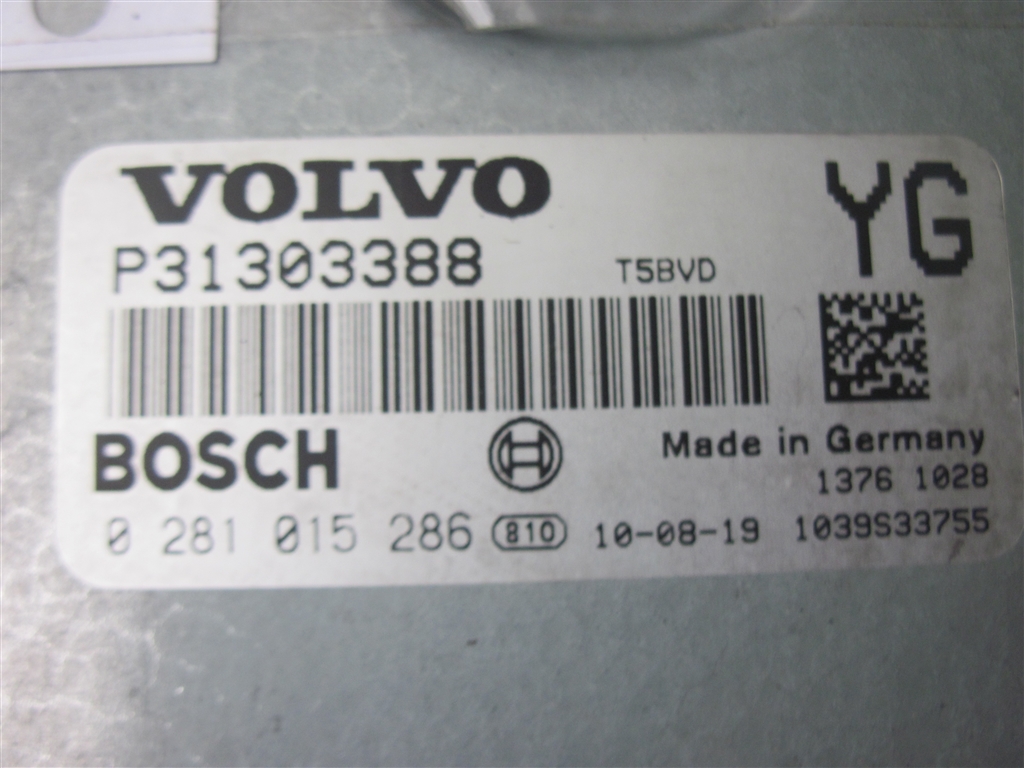 VOLVO YG
P31303388 T5BVD
BOSCH Made in Germany
1376 1028
0 281 015 286 810 10-08-19 1039S33755